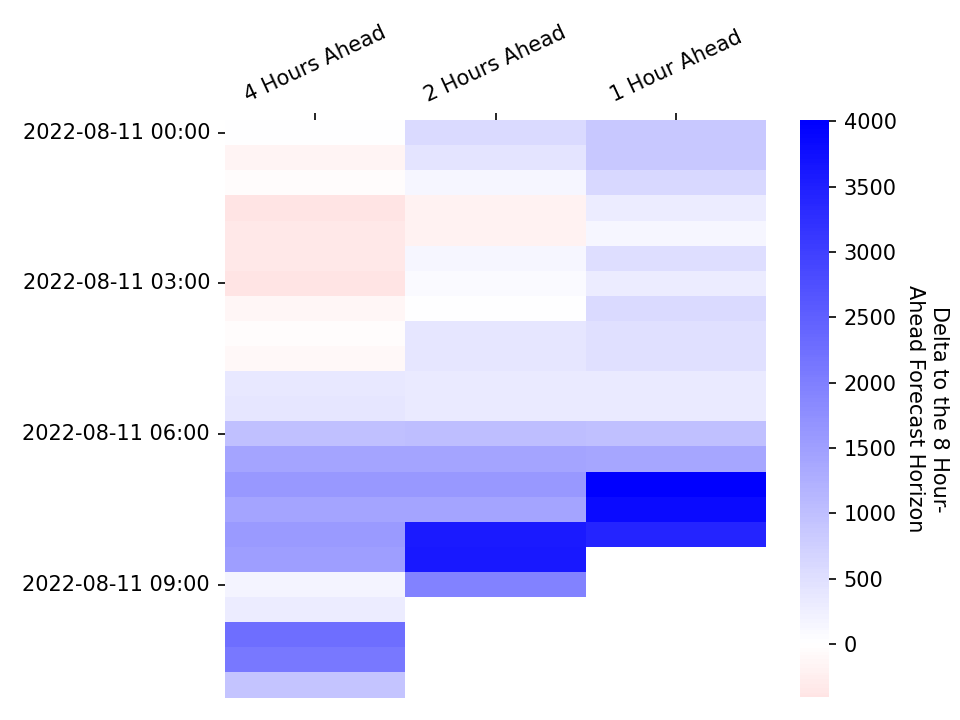 4 Hours Ahead
2 Hours Ahead
1 Hour Ahead
2022-08-11 00:00
2022-08-11 03:00
2022-08-11 06:00
2022-08-11 09:00
4000
3500
3000
2500
2000
1500
1000
500
0
Delta to the 8 Hour-
Ahead Forecast Horizon